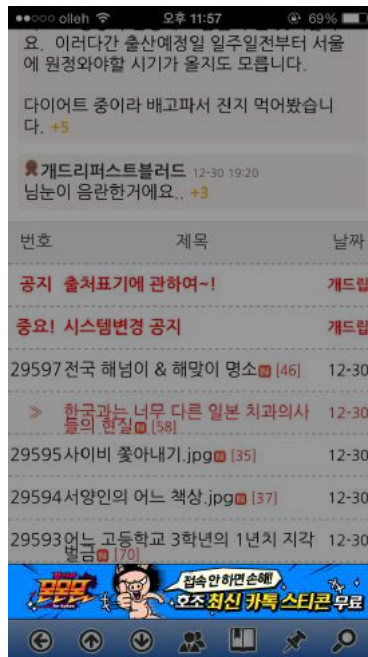 olleh 오후 11:57 69%
요. 이러다간 출산예정일 일주일전부터 서울
에 원정와야할 시기가 올지도 모릅니다.
다이어트 중이라 배고파서 진지 먹어봤습니
다. +5
개드리퍼스트블러드 12-30 19:20
님눈이 음란한거에요.. +3
번호 제목 날짜
공지 출처표기에 관하여~! 개드립
중요! 시스템변경 공지 개드립
29597 전국 해넘이 & 해맞이 명소 [46] 12-30
» 한국과는 너무 다른 일본 치과의사 12-30
들의 현실 [58]
29595 사이비 쫓아내기.jpg [35] 12-30
29594 서양인의 어느 책상.jpg [37] 12-30
29593 어느 고등학교 3학년의 1년치 지각 12-30
벌금 [70]
접속 안 하면 손해!
호조 최신 카톡 스티콘 무료